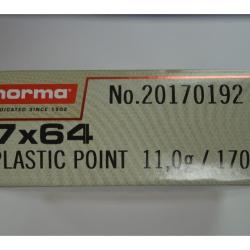 norma
DEDICATED SINCE 1902
No.20170192
7x64
PLASTIC POINT 11,0g/170